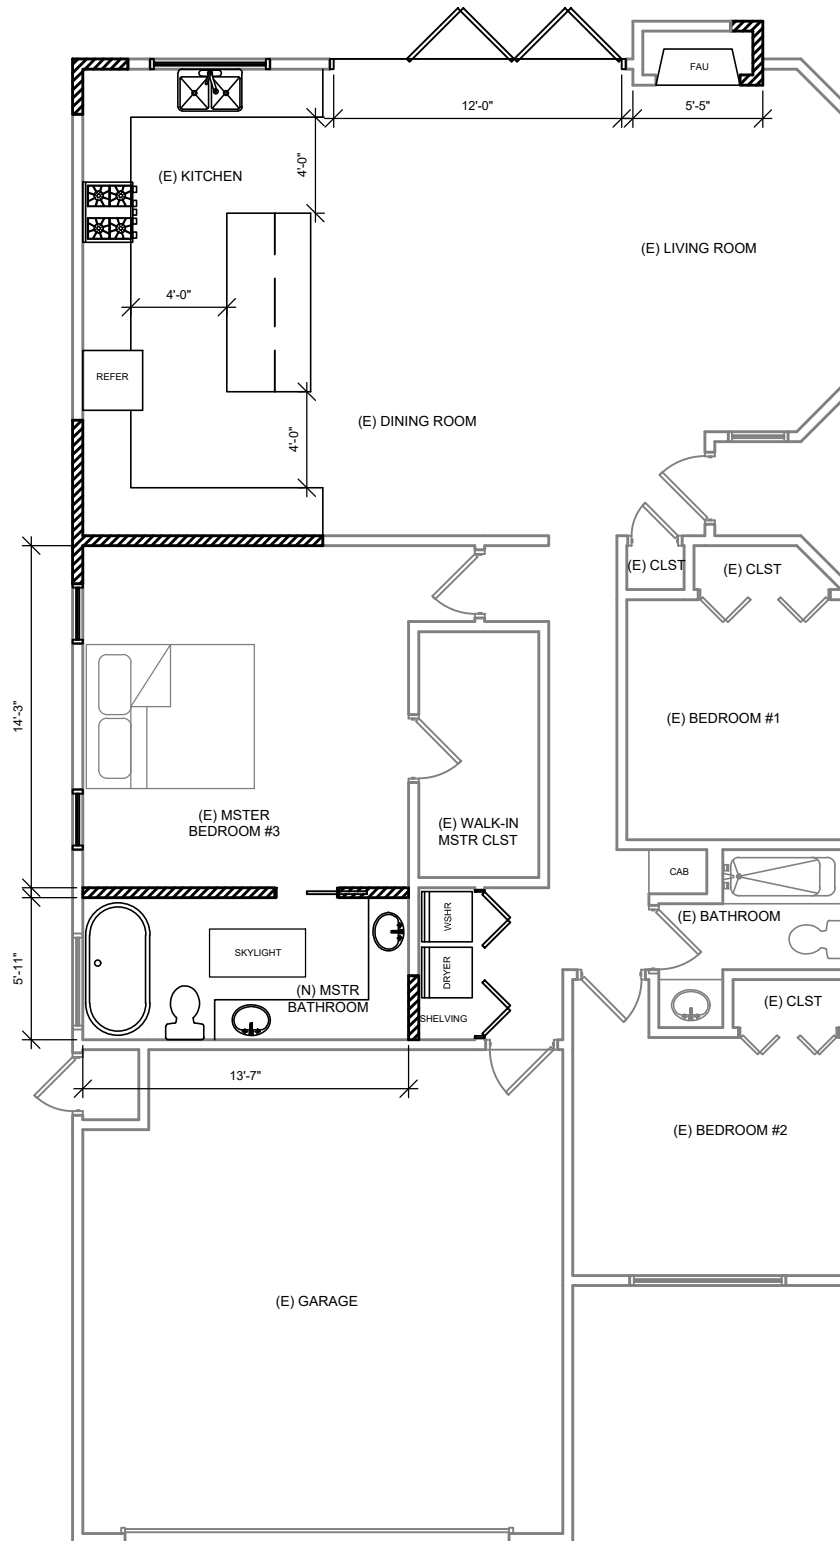 FAU
12'-0"
5'-5"
(E) KITCHEN
4'-0"
(E) LIVING ROOM
4'-0"
REFER
(E) DINING ROOM
4'-0"
(E) CLST
(E) CLST
14'-3"
(E) BEDROOM #1
(E) MSTER
BEDROOM #3
(E) WALK-IN
MSTR CLST
CAB
WSHR
(E) BATHROOM
SKYLIGHT
DRYER
5'-11"
(N) MSTR
BATHROOM
(E) CLST
SHELVING
13'-7"
(E) BEDROOM #2
(E) GARAGE